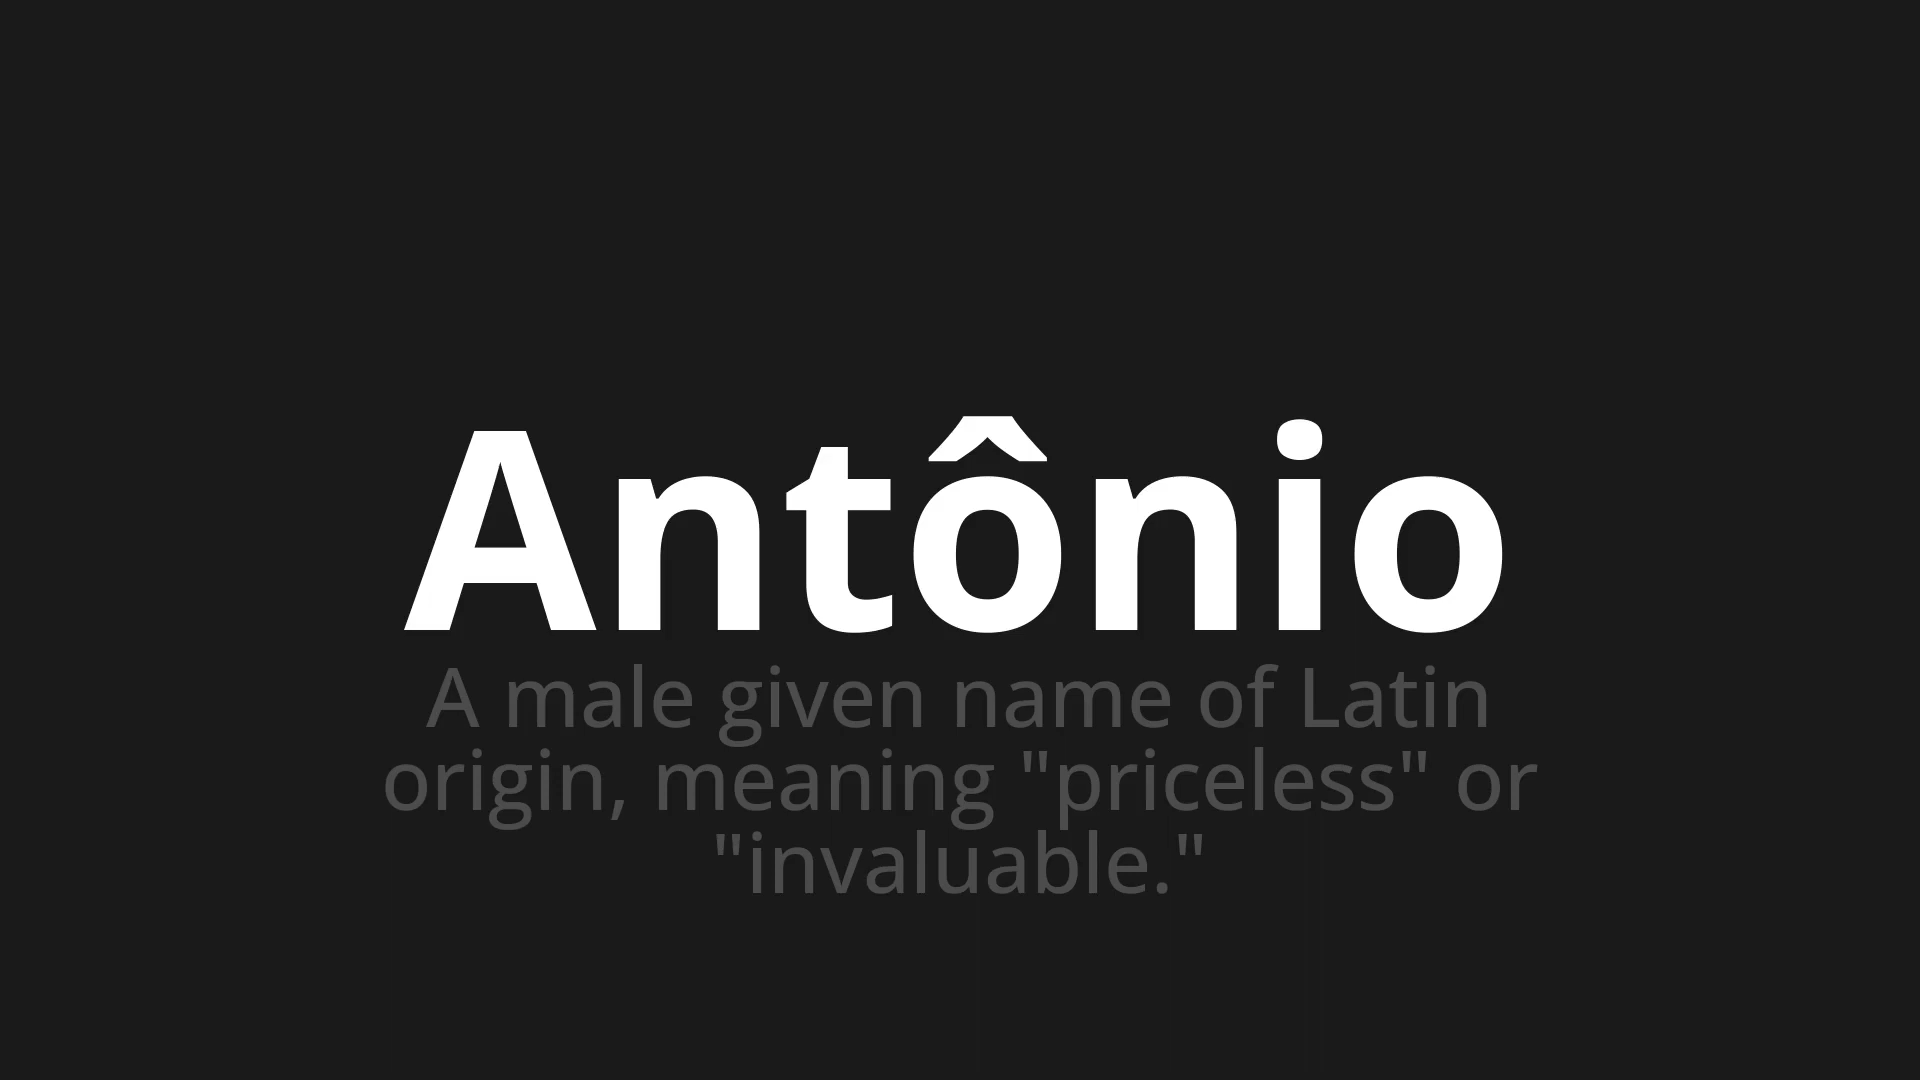 Antônio
A male given name of Latin
origin, meaning "priceless" or
"invaluable."